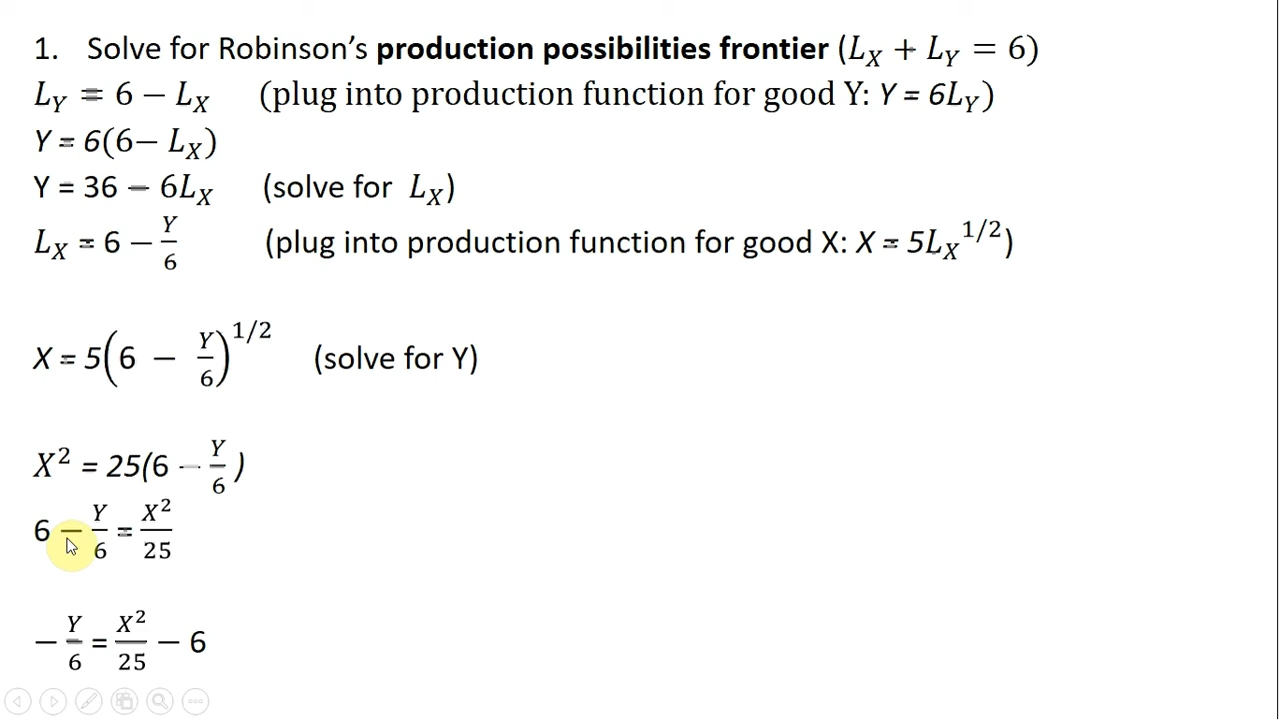 1. Solve for Robinson's production possibilities frontier (L_X + L_Y = 6)
L_Y = 6 − L_X (plug into production function for good Y: Y = 6L_Y)
Y = 6(6− L_X)
Y = 36 − 6L_X (solve for L_X)
L_X = 6 − Y/6 (plug into production function for good X: X = 5L_X^{1/2})
X = 5(6 − Y/6)^{1/2} (solve for Y)
X^2 = 25(6 − Y/6)
6 − Y/6 = X^2/25
− Y/6 = X^2/25 − 6